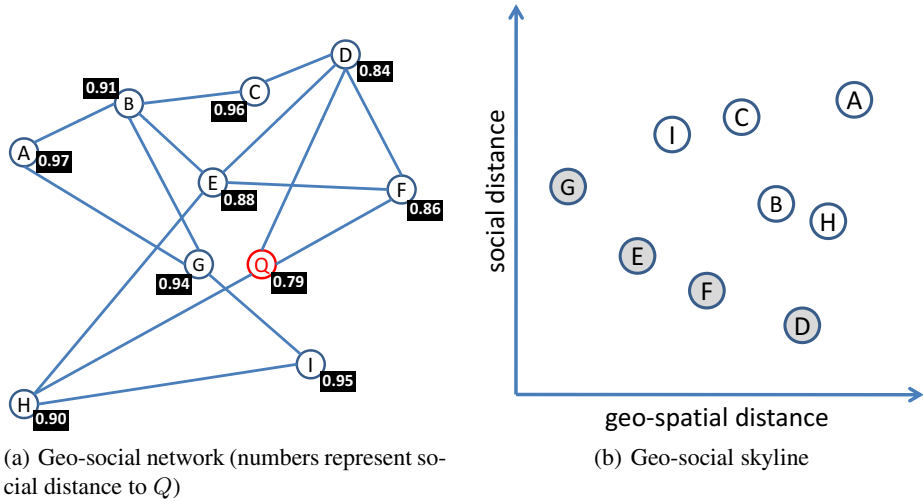 D
0.84
C
0.96
0.91
B
A
0.97
E
0.88
F
0.86
G
0.94
Q
0.79
I
0.95
H
0.90
(a) Geo-social network (numbers represent so-
cial distance to Q)
social distance
A
C
I
G
B
H
E
F
D
geo-spatial distance
(b) Geo-social skyline